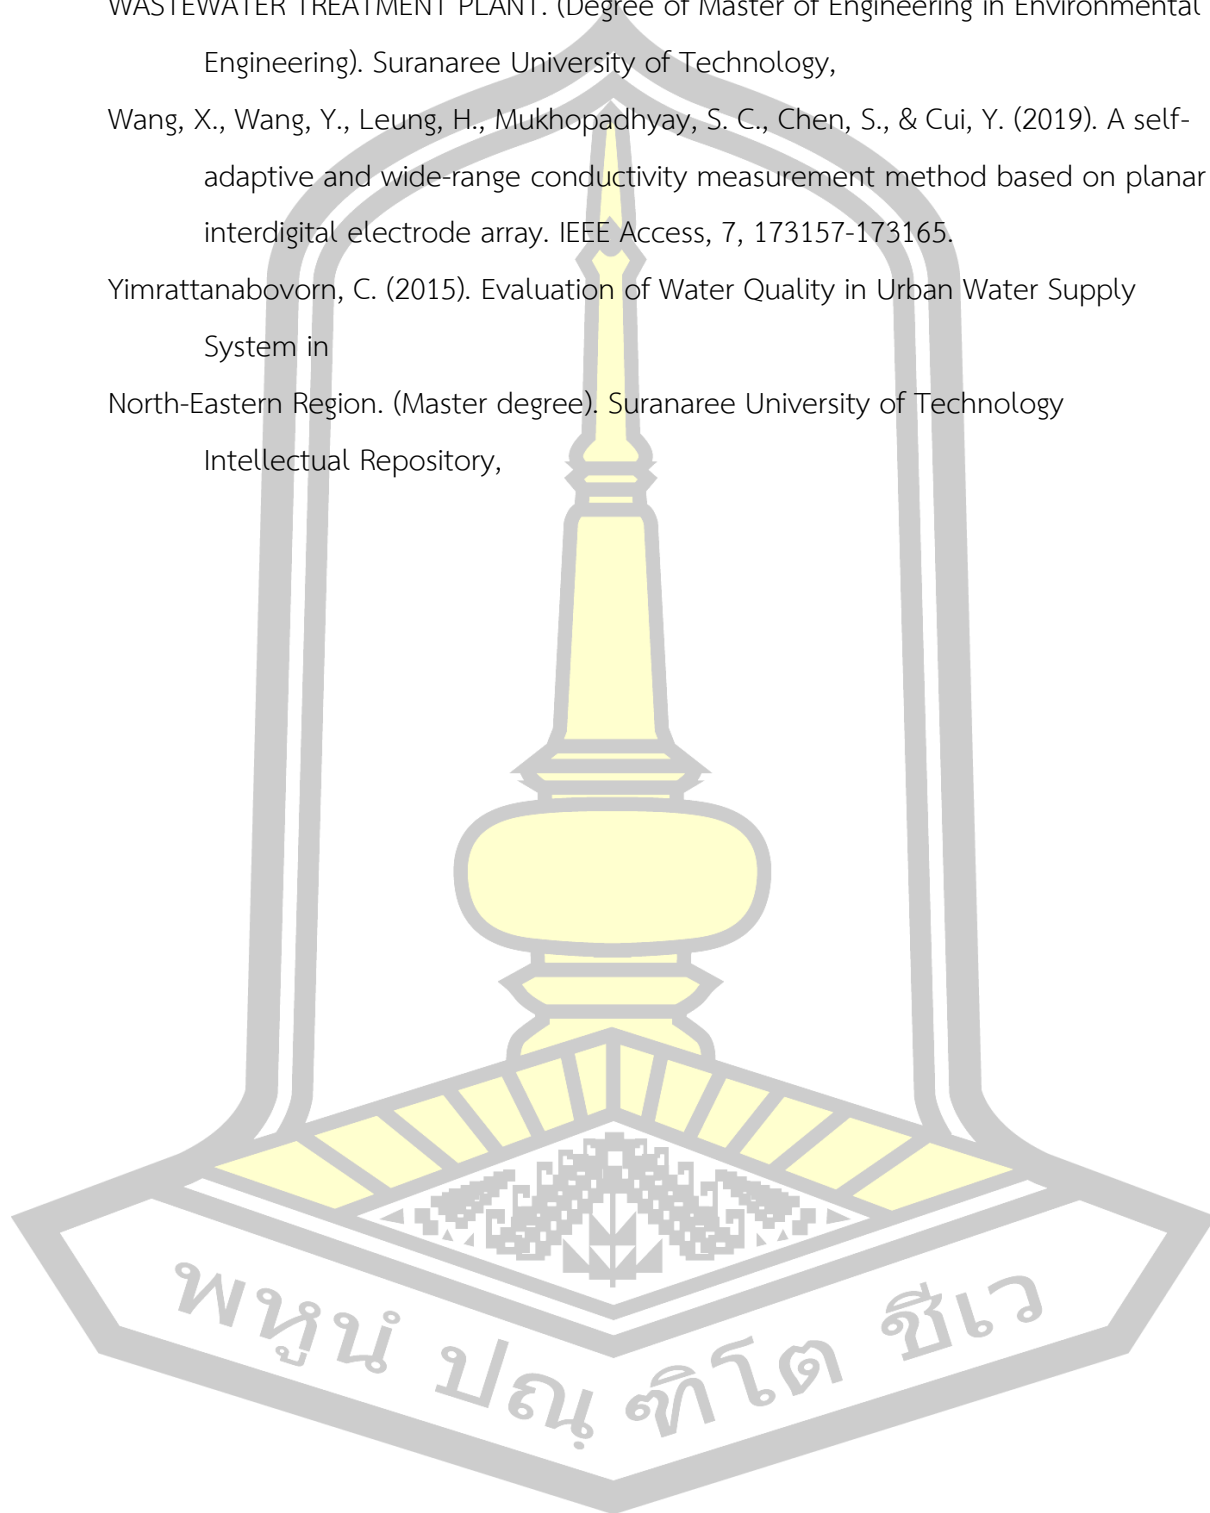 WASTEWATER TREATMENT PLANT. (Degree of Master of Engineering in Environmental
Engineering). Suranaree University of Technology,
Wang, X., Wang, Y., Leung, H., Mukhopadhyay, S. C., Chen, S., & Cui, Y. (2019). A self-
adaptive and wide-range conductivity measurement method based on planar
interdigital electrode array. IEEE Access, 7, 173157-173165.
Yimrattanabovorn, C. (2015). Evaluation of Water Quality in Urban Water Supply
System in
North-Eastern Region. (Master degree). Suranaree University of Technology
Intellectual Repository,
พหูนํ ปณฺฑิโต ชีเว